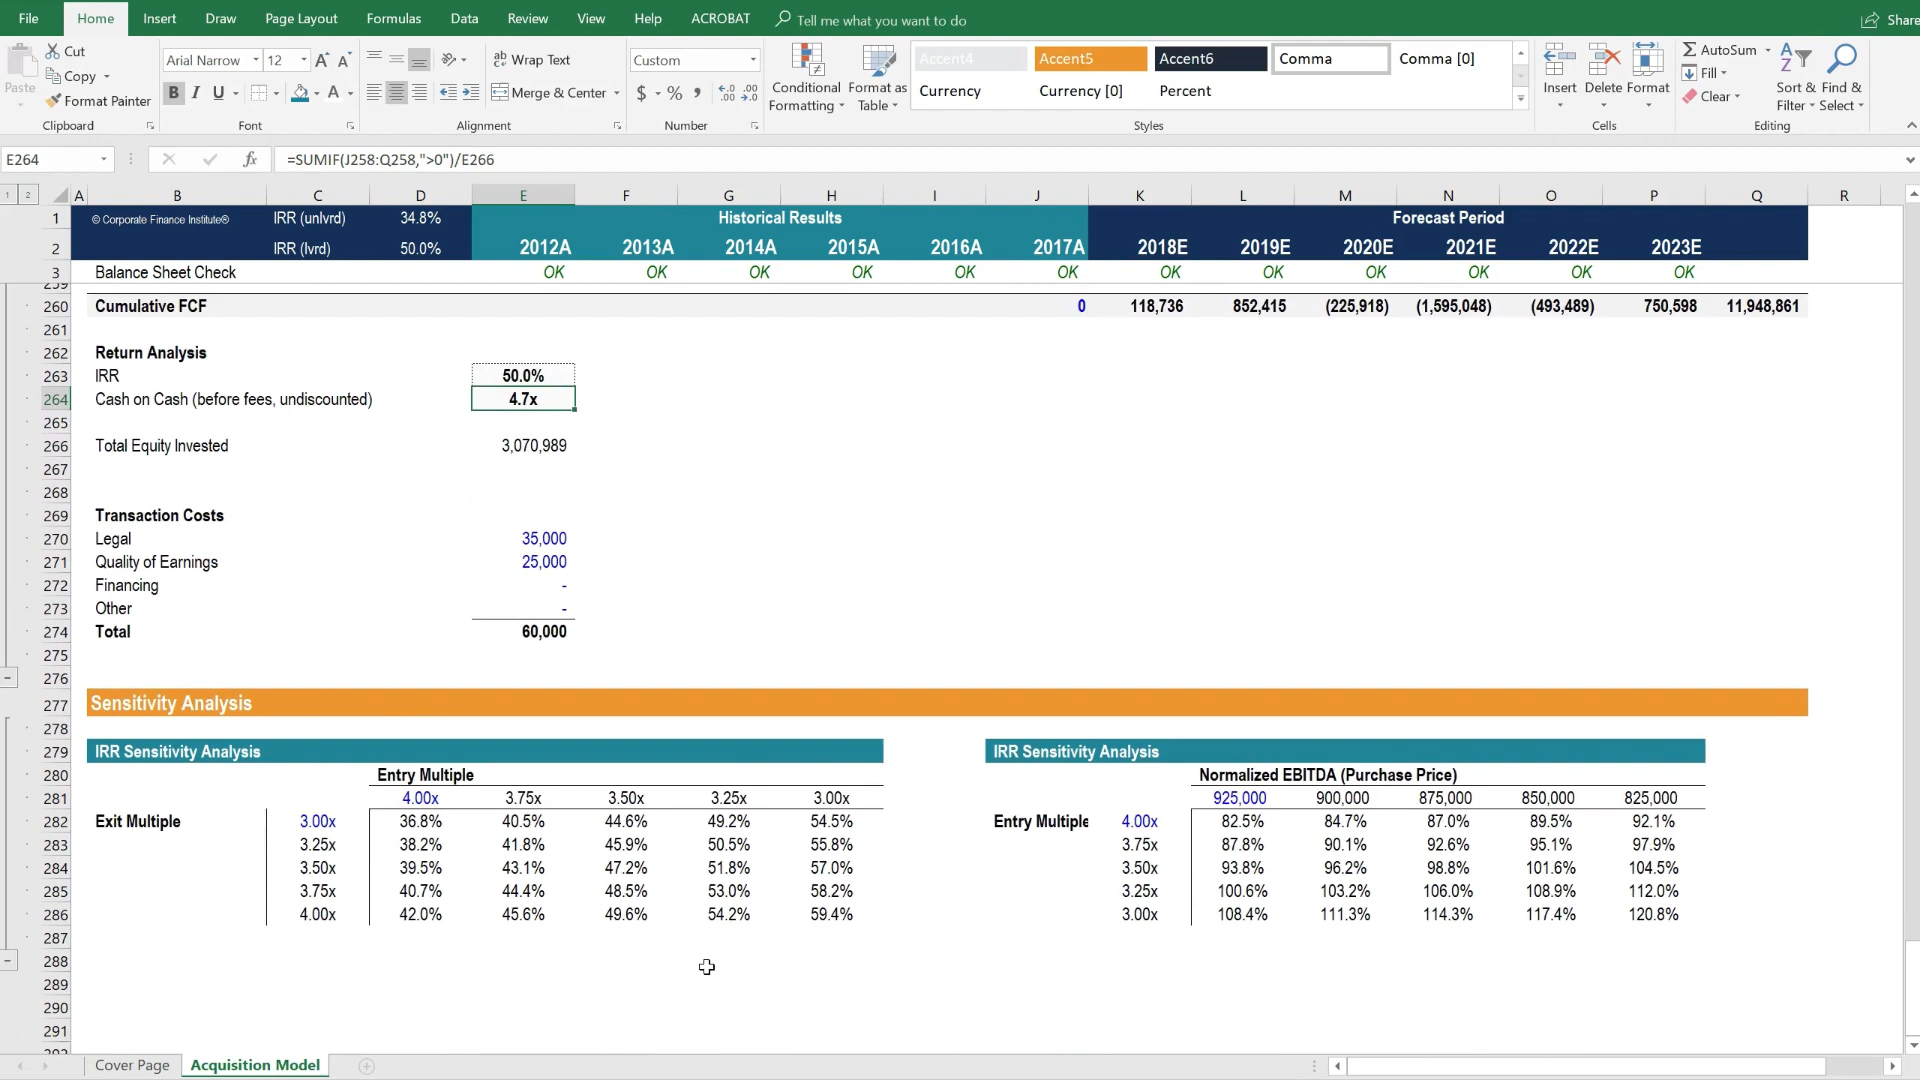 File Home Insert Draw Page Layout Formulas Data Review View Help ACROBAT Tell me what you want to do Share
Paste Cut Copy Format Painter
Clipboard
Arial Narrow 12
B I U A
Font
ab Wrap Text
Merge & Center
Alignment
Custom
$ % ,
Number
Conditional Formatting
Format as Table
Accent4 Accent5 Accent6 Comma Comma [0]
Currency Currency [0] Percent
Styles
Insert Delete Format
Cells
AutoSum
Fill
Clear
Sort & Filter
Find & Select
Editing
E264 fx =SUMIF(J258:Q258,">0")/E266
1 2 A B C D E F G H I J K L M N O P Q R
1 © Corporate Finance Institute® IRR (unlvrd) 34.8% Historical Results Forecast Period
2 IRR (lvrd) 50.0% 2012A 2013A 2014A 2015A 2016A 2017A 2018E 2019E 2020E 2021E 2022E 2023E
3 Balance Sheet Check OK OK OK OK OK OK OK OK OK OK OK OK
259
260 Cumulative FCF 0 118,736 852,415 (225,918) (1,595,048) (493,489) 750,598 11,948,861
261
262 Return Analysis
263 IRR 50.0%
264 Cash on Cash (before fees, undiscounted) 4.7x
265
266 Total Equity Invested 3,070,989
267
268
269 Transaction Costs
270 Legal 35,000
271 Quality of Earnings 25,000
272 Financing -
273 Other -
274 Total 60,000
275
276
277 Sensitivity Analysis
278
279 IRR Sensitivity Analysis IRR Sensitivity Analysis
280 Entry Multiple Normalized EBITDA (Purchase Price)
281 4.00x 3.75x 3.50x 3.25x 3.00x 925,000 900,000 875,000 850,000 825,000
282 Exit Multiple 3.00x 36.8% 40.5% 44.6% 49.2% 54.5% Entry Multiple 4.00x 82.5% 84.7% 87.0% 89.5% 92.1%
283 3.25x 38.2% 41.8% 45.9% 50.5% 55.8% 3.75x 87.8% 90.1% 92.6% 95.1% 97.9%
284 3.50x 39.5% 43.1% 47.2% 51.8% 57.0% 3.50x 93.8% 96.2% 98.8% 101.6% 104.5%
285 3.75x 40.7% 44.4% 48.5% 53.0% 58.2% 3.25x 100.6% 103.2% 106.0% 108.9% 112.0%
286 4.00x 42.0% 45.6% 49.6% 54.2% 59.4% 3.00x 108.4% 111.3% 114.3% 117.4% 120.8%
287
288
289
290
291
292
Cover Page Acquisition Model